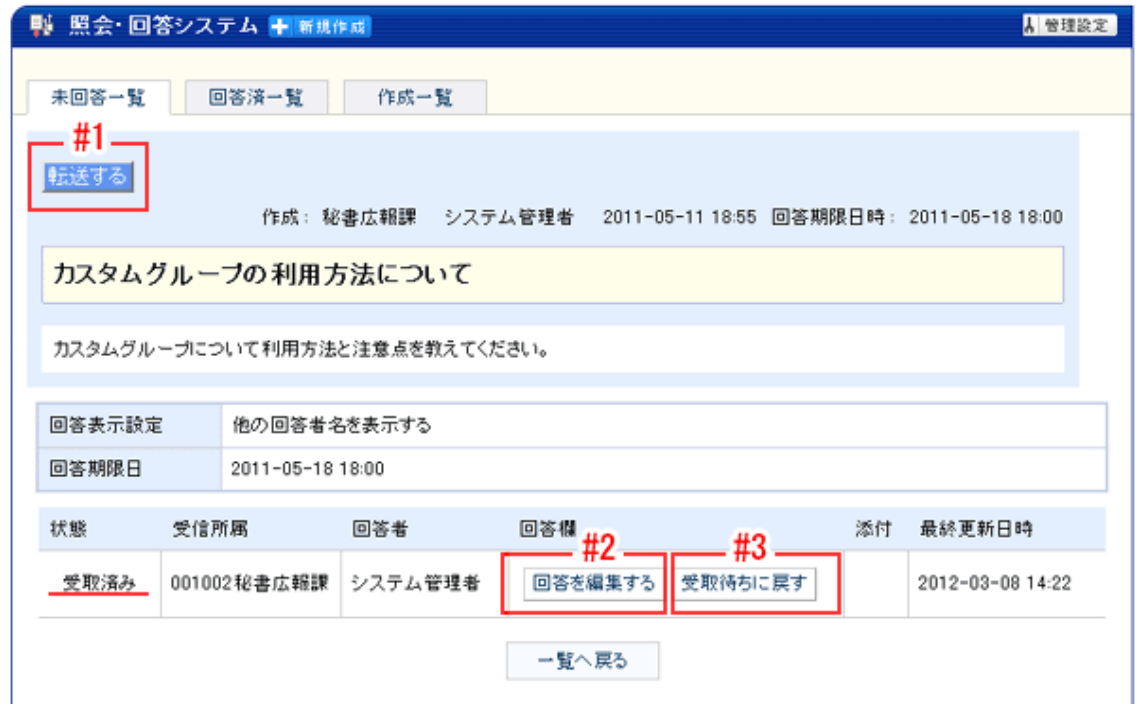 照会・回答システム 新規作成 管理設定
未回答一覧 回答済一覧 作成一覧
#1
転送する
作成： 秘書広報課 システム管理者 2011-05-11 18:55 回答期限日時： 2011-05-18 18:00
カスタムグループの利用方法について
カスタムグループについて利用方法と注意点を教えてください。
回答表示設定 他の回答者名を表示する
回答期限日 2011-05-18 18:00
状態 受信所属 回答者 回答欄 添付 最終更新日時
#2 #3
受取済み 001002秘書広報課 システム管理者 回答を編集する 受取待ちに戻す 2012-03-08 14:22
一覧へ戻る